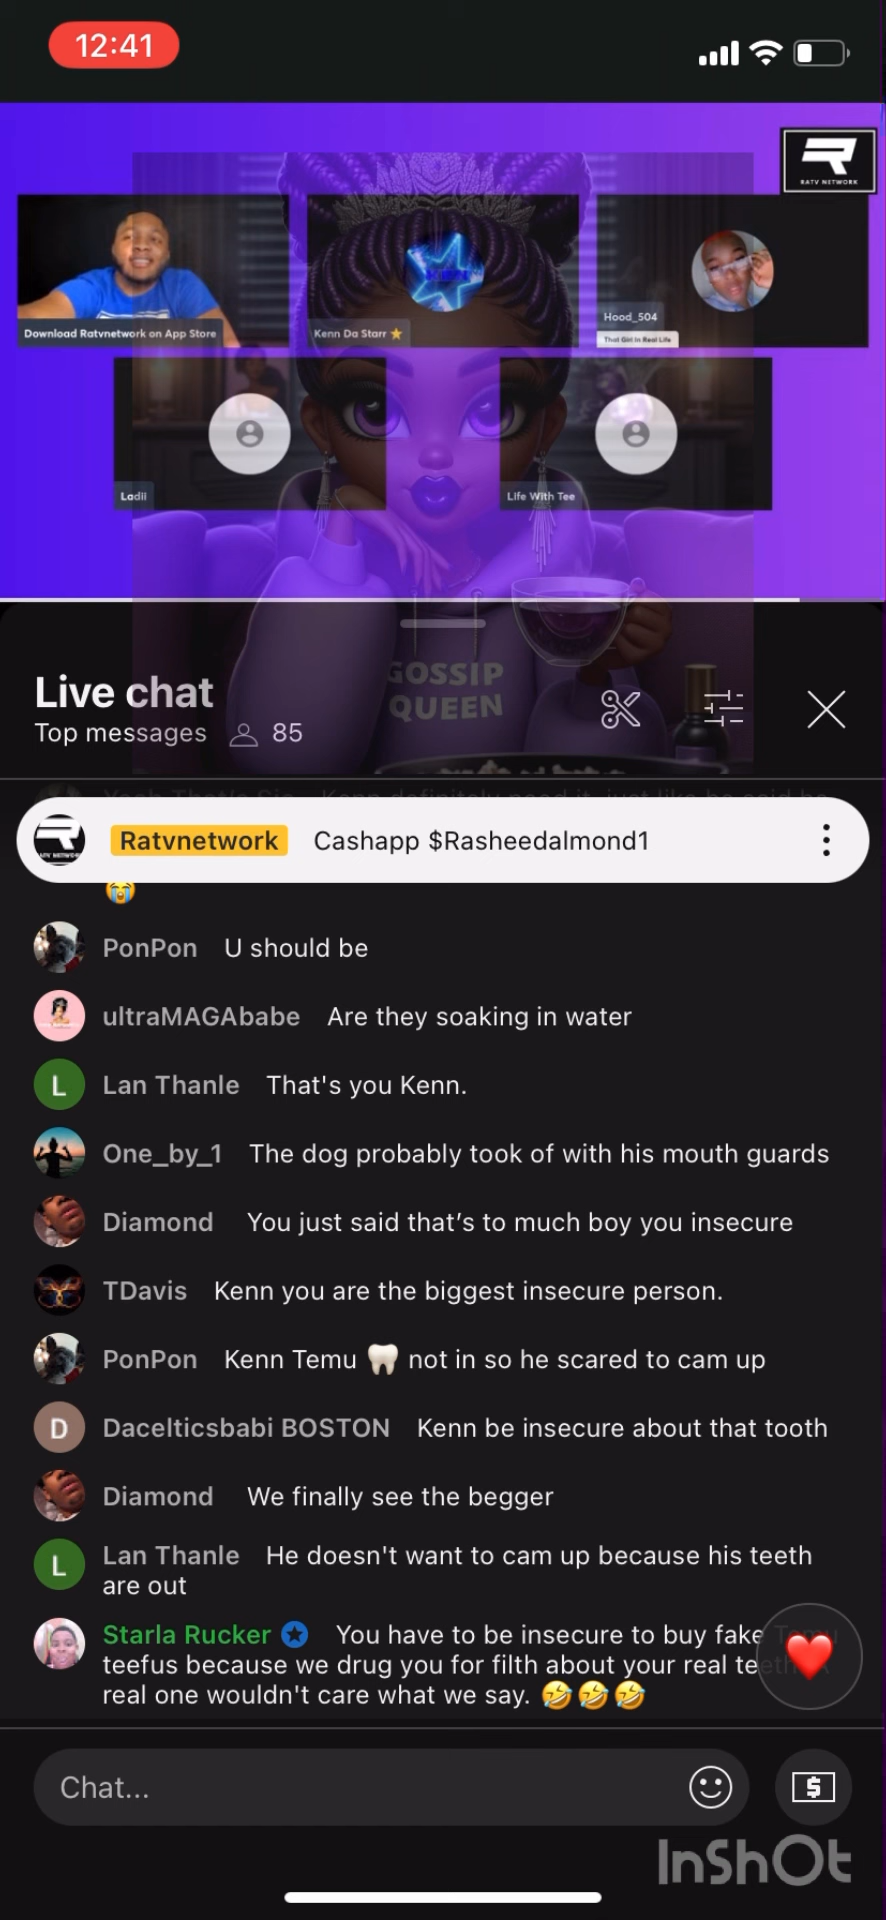 12:41
RATV NETWORK
Download Ratvnetwork on App Store
Kenn Da Starr ⭐
Hood_504
That Girl In Real Life
Ladii
Life With Tee
GOSSIP
QUEEN
Live chat
Top messages 85
Ratvnetwork Cashapp $Rasheedalmond1
😭
PonPon U should be
ultraMAGAbabe Are they soaking in water
L Lan Thanle That's you Kenn.
One_by_1 The dog probably took of with his mouth guards
Diamond You just said that’s to much boy you insecure
TDavis Kenn you are the biggest insecure person.
PonPon Kenn Temu 🦷 not in so he scared to cam up
D Dacelticsbabi BOSTON Kenn be insecure about that tooth
Diamond We finally see the begger
L Lan Thanle He doesn't want to cam up because his teeth
are out
Starla Rucker You have to be insecure to buy fake Temu
teefus because we drug you for filth about your real teeth. A
real one wouldn't care what we say. 🤣🤣🤣
Chat...
$
InShOt